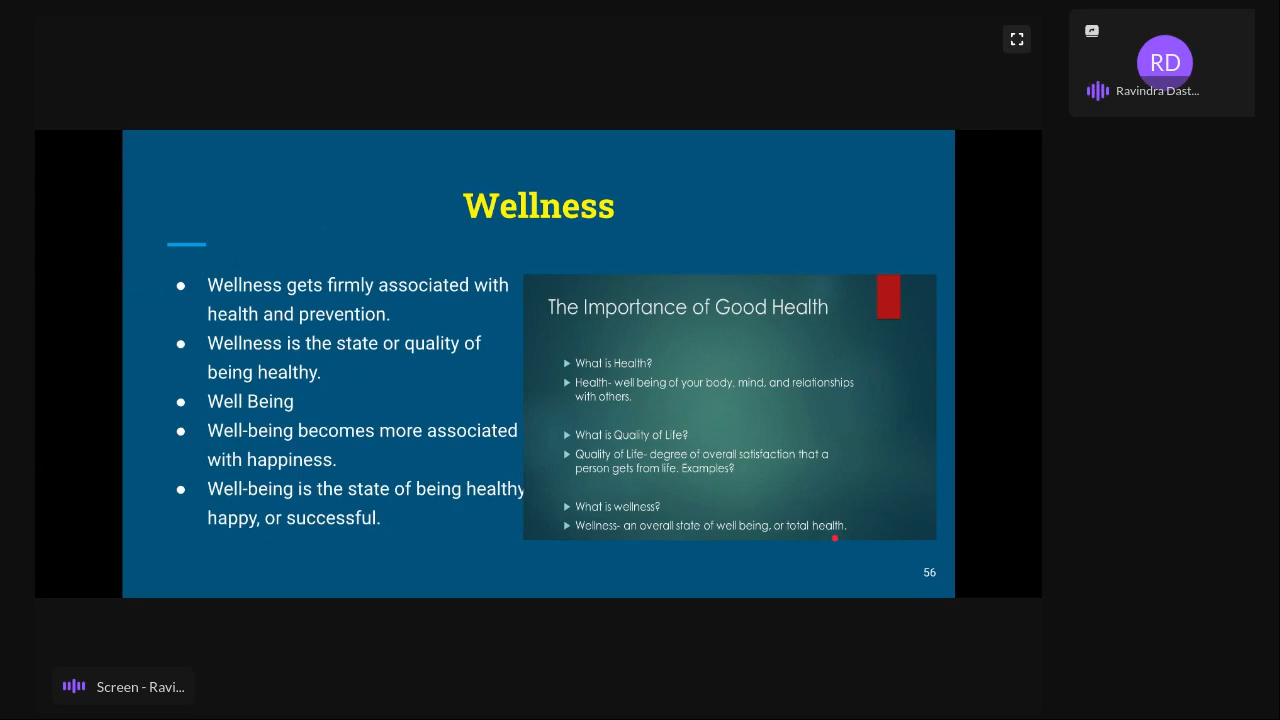 RD
Ravindra Dast...
Wellness
● Wellness gets firmly associated with
health and prevention.
● Wellness is the state or quality of
being healthy.
● Well Being
● Well-being becomes more associated
with happiness.
● Well-being is the state of being healthy
happy, or successful.
The Importance of Good Health
What is Health?
Health- well being of your body, mind, and relationships
with others.
What is Quality of Life?
Quality of Life- degree of overall satisfaction that a
person gets from life. Examples?
What is wellness?
Wellness- an overall state of well being, or total health.
56
Screen - Ravi...